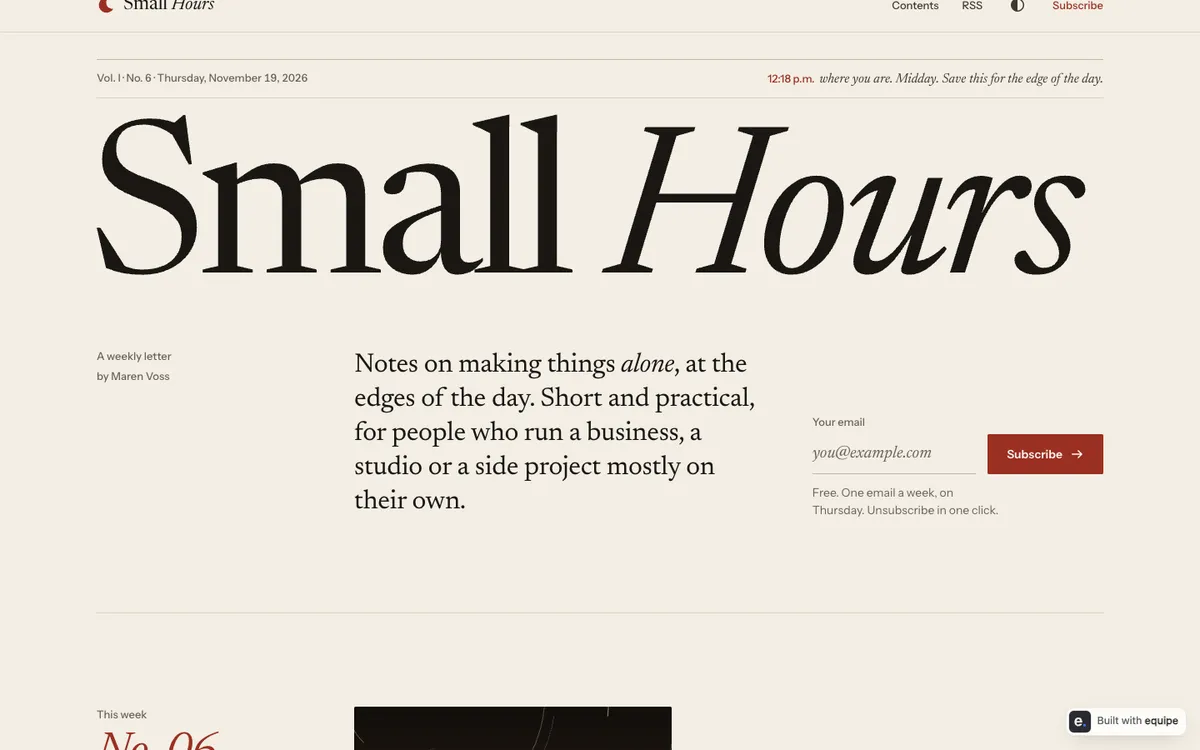 Small Hours
Contents
RSS
Subscribe
Vol. I · No. 6 · Thursday, November 19, 2026
12:18 p.m. where you are. Midday. Save this for the edge of the day.
Small Hours
A weekly letter
by Maren Voss
Notes on making things alone, at the
edges of the day. Short and practical,
for people who run a business, a
studio or a side project mostly on
their own.
Your email
you@example.com
Subscribe →
Free. One email a week, on
Thursday. Unsubscribe in one click.
This week
No. 06
e. Built with equipe